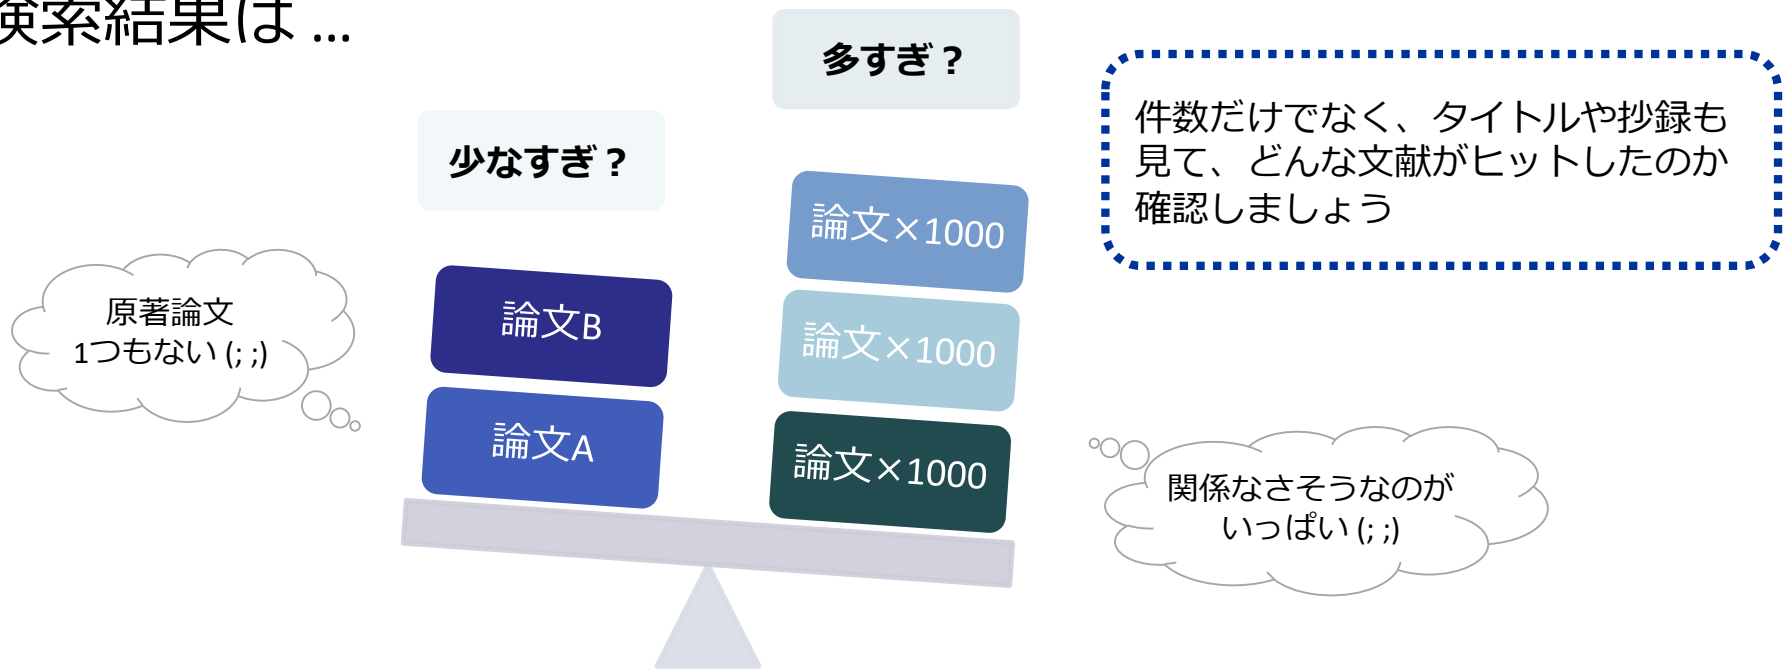 検索結果は ...
多すぎ？
少なすぎ？
件数だけでなく、タイトルや抄録も
見て、どんな文献がヒットしたのか
確認しましょう
論文×1000
論文×1000
論文×1000
論文B
論文A
原著論文
1つもない (; ;)
関係なさそうなのが
いっぱい (; ;)